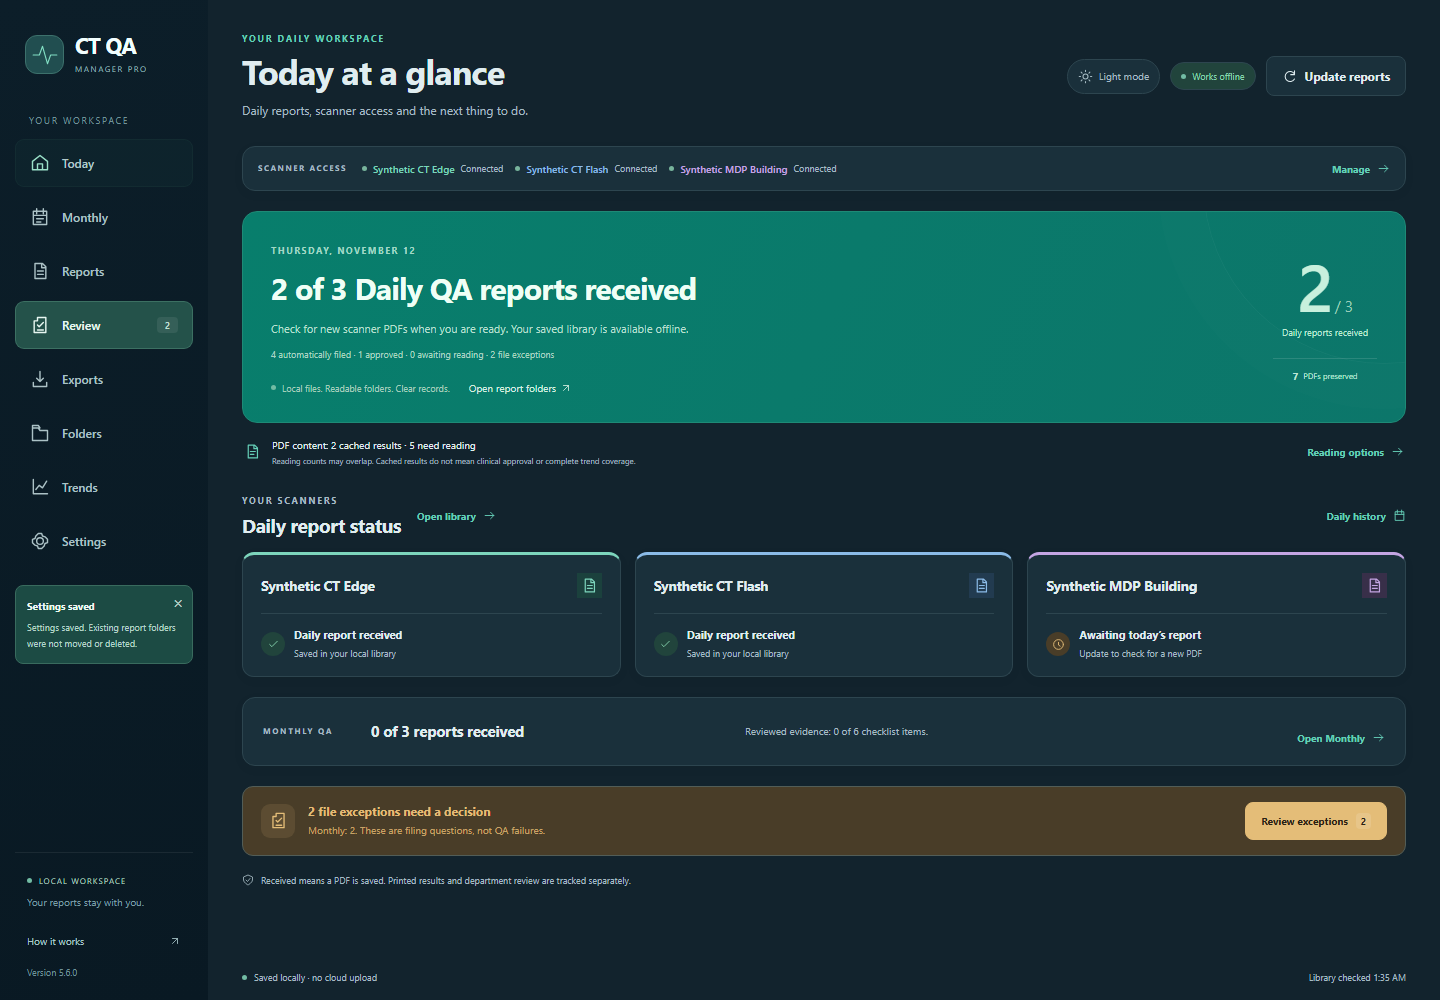 CT QA
MANAGER PRO
YOUR WORKSPACE
Today
Monthly
Reports
Review 2
Exports
Folders
Trends
Settings
Settings saved
Settings saved. Existing report folders
were not moved or deleted.
LOCAL WORKSPACE
Your reports stay with you.
How it works
Version 5.6.0
YOUR DAILY WORKSPACE
Today at a glance
Daily reports, scanner access and the next thing to do.
Light mode
Works offline
Update reports
SCANNER ACCESS Synthetic CT Edge Connected Synthetic CT Flash Connected Synthetic MDP Building Connected Manage
THURSDAY, NOVEMBER 12
2 of 3 Daily QA reports received
Check for new scanner PDFs when you are ready. Your saved library is available offline.
4 automatically filed · 1 approved · 0 awaiting reading · 2 file exceptions
Local files. Readable folders. Clear records. Open report folders
2 / 3
Daily reports received
7 PDFs preserved
PDF content: 2 cached results · 5 need reading
Reading counts may overlap. Cached results do not mean clinical approval or complete trend coverage.
Reading options
YOUR SCANNERS
Daily report status
Open library
Daily history
Synthetic CT Edge
Daily report received
Saved in your local library
Synthetic CT Flash
Daily report received
Saved in your local library
Synthetic MDP Building
Awaiting today's report
Update to check for a new PDF
MONTHLY QA 0 of 3 reports received Reviewed evidence: 0 of 6 checklist items. Open Monthly
2 file exceptions need a decision
Monthly: 2. These are filing questions, not QA failures.
Review exceptions 2
Received means a PDF is saved. Printed results and department review are tracked separately.
Saved locally · no cloud upload
Library checked 1:35 AM